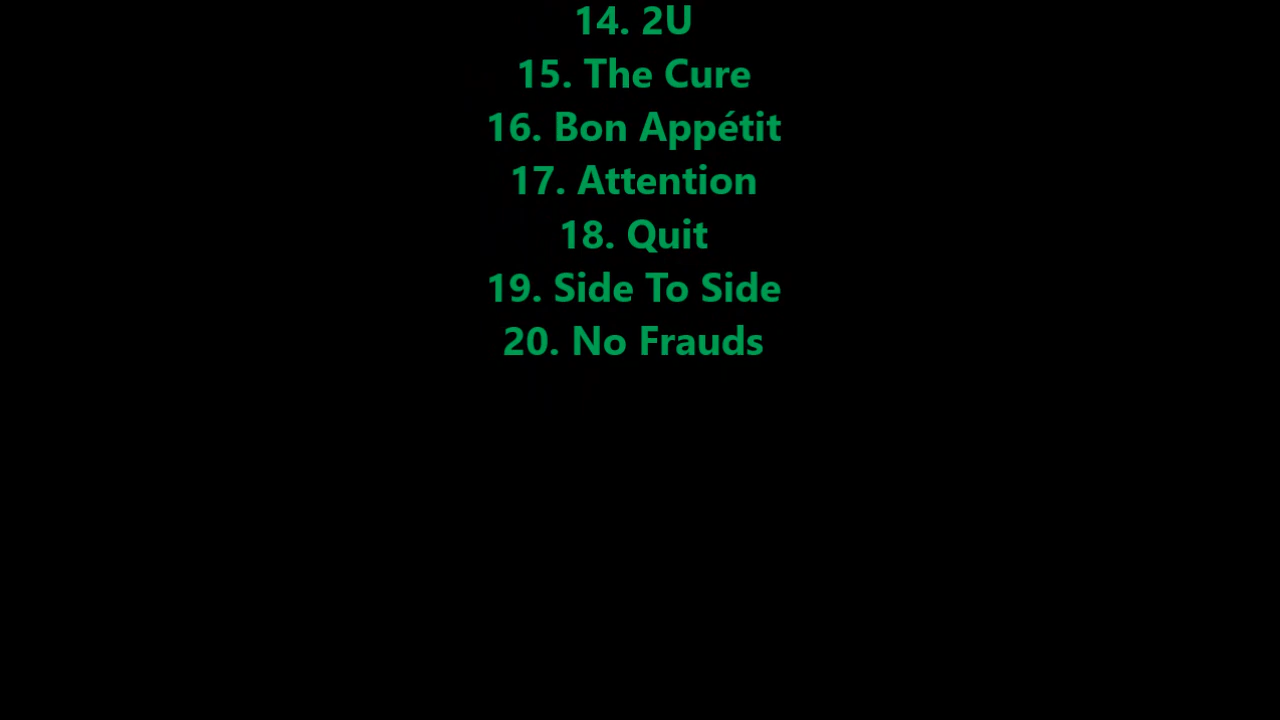 14. 2U
15. The Cure
16. Bon Appétit
17. Attention
18. Quit
19. Side To Side
20. No Frauds